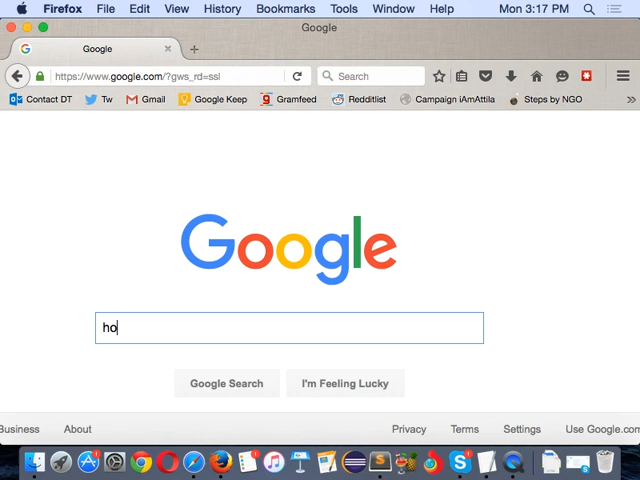 Firefox File Edit View History Bookmarks Tools Window Help Mon 3:17 PM
Google
Google
https://www.google.com/?gws_rd=ssl Search
Contact DT Tw Gmail Google Keep Gramfeed Redditlist Campaign iAmAttila Steps by NGO
Google
ho
Google Search I'm Feeling Lucky
Business About Privacy Terms Settings Use Google.com